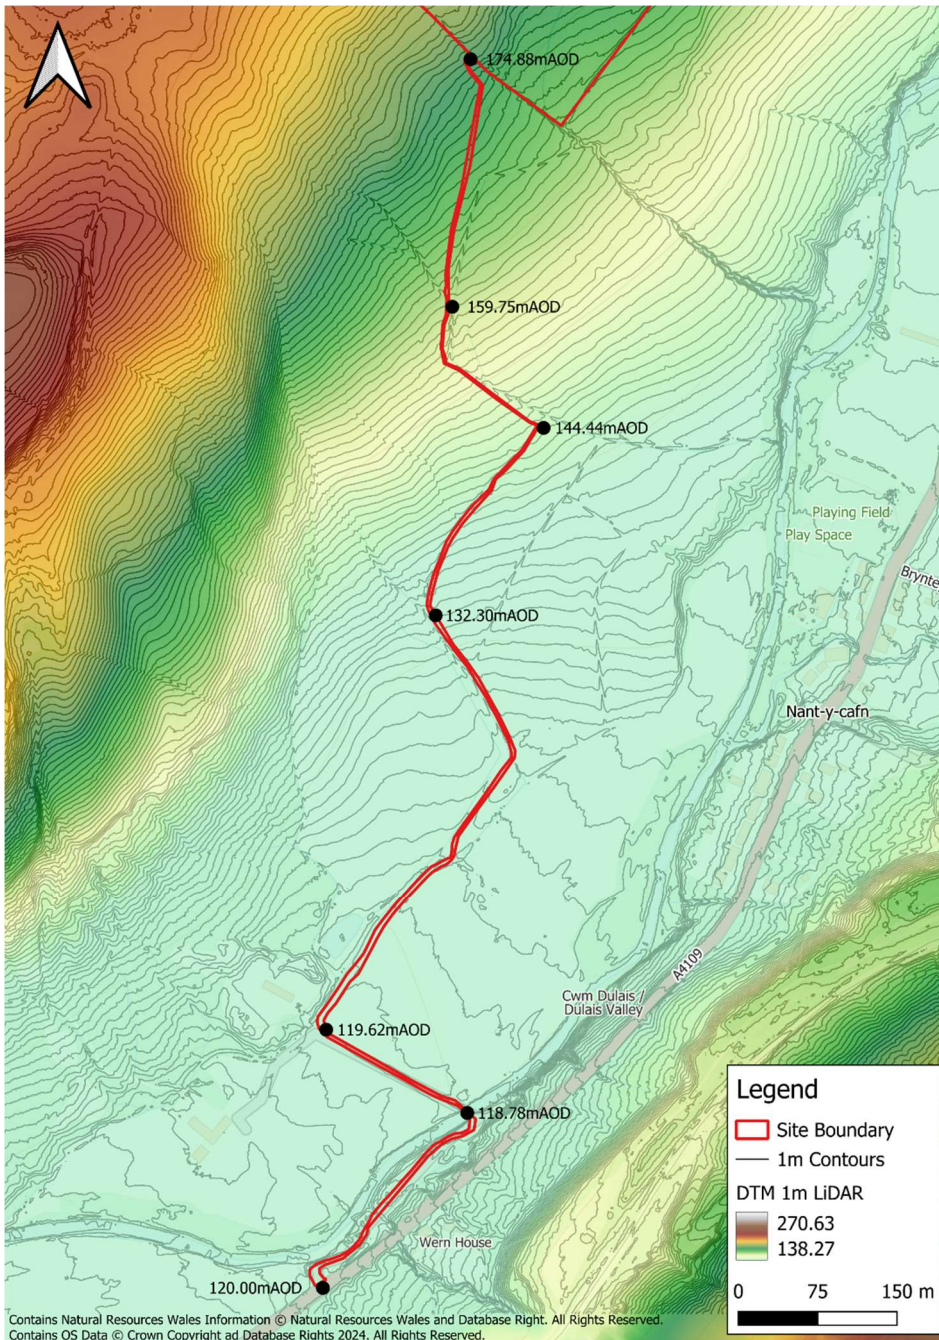 174.88mAOD
159.75mAOD
144.44mAOD
Playing Field
Play Space
Brynte
132.30mAOD
Nant-y-cafn
A4109
Cwm Dulais /
Dulais Valley
119.62mAOD
118.78mAOD
Wern House
120.00mAOD
Legend
Site Boundary
1m Contours
DTM 1m LiDAR
270.63
138.27
0 75 150 m
Contains Natural Resources Wales Information © Natural Resources Wales and Database Right. All Rights Reserved.
Contains OS Data © Crown Copyright ad Database Rights 2024. All Rights Reserved.